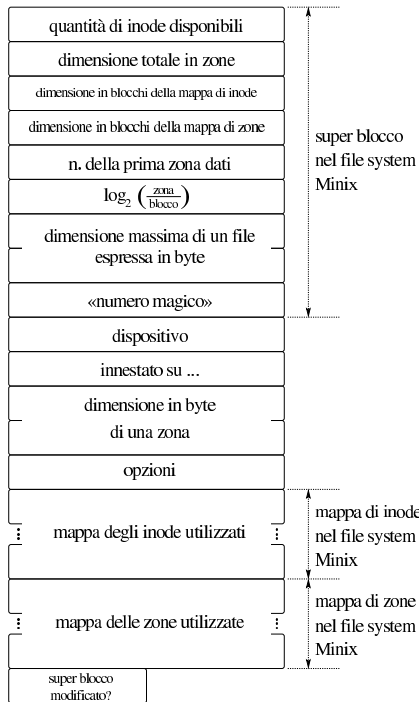 quantità di inode disponibili
dimensione totale in zone
dimensione in blocchi della mappa di inode
dimensione in blocchi della mappa di zone
n. della prima zona dati
log₂ (zona/blocco)
dimensione massima di un file
espressa in byte
«numero magico»
super blocco
nel file system
Minix
dispositivo
innestato su ...
dimensione in byte
di una zona
opzioni
mappa degli inode utilizzati
mappa di inode
nel file system
Minix
mappa delle zone utilizzate
mappa di zone
nel file system
Minix
super blocco
modificato?